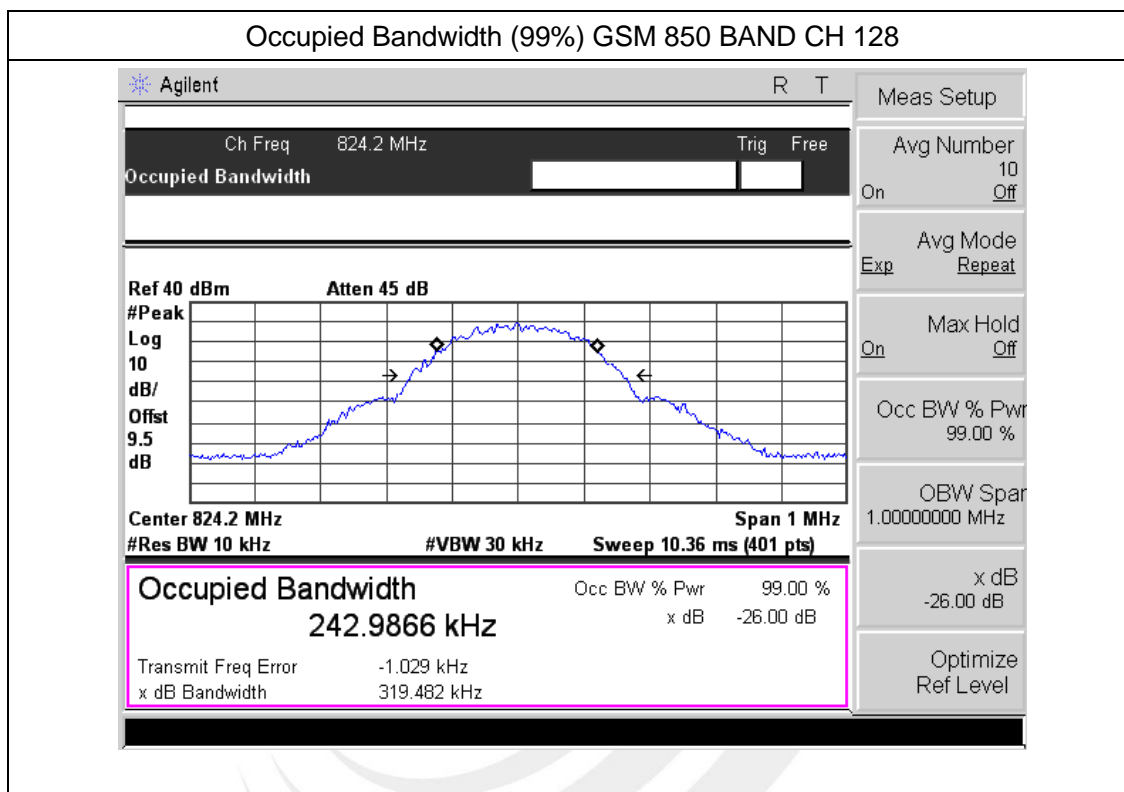 Occupied Bandwidth (99%) GSM 850 BAND CH 128
Agilent R T
Ch Freq 824.2 MHz Trig Free
Occupied Bandwidth
Ref 40 dBm Atten 45 dB
#Peak
Log
10
dB/
Offst
9.5
dB
Center 824.2 MHz Span 1 MHz
#Res BW 10 kHz #VBW 30 kHz Sweep 10.36 ms (401 pts)
Occupied Bandwidth Occ BW % Pwr 99.00 %
242.9866 kHz x dB -26.00 dB
Transmit Freq Error -1.029 kHz
x dB Bandwidth 319.482 kHz
Meas Setup
Avg Number
10
On Off
Avg Mode
Exp Repeat
Max Hold
On Off
Occ BW % Pwr
99.00 %
OBW Span
1.00000000 MHz
x dB
-26.00 dB
Optimize
Ref Level